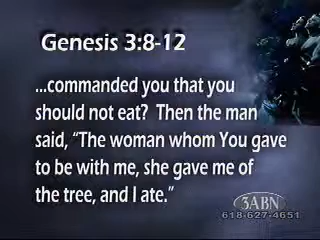 Genesis 3:8-12
...commanded you that you
should not eat?  Then the man
said, “The woman whom You gave
to be with me, she gave me of
the tree, and I ate.”
3ABN
618-627-4651